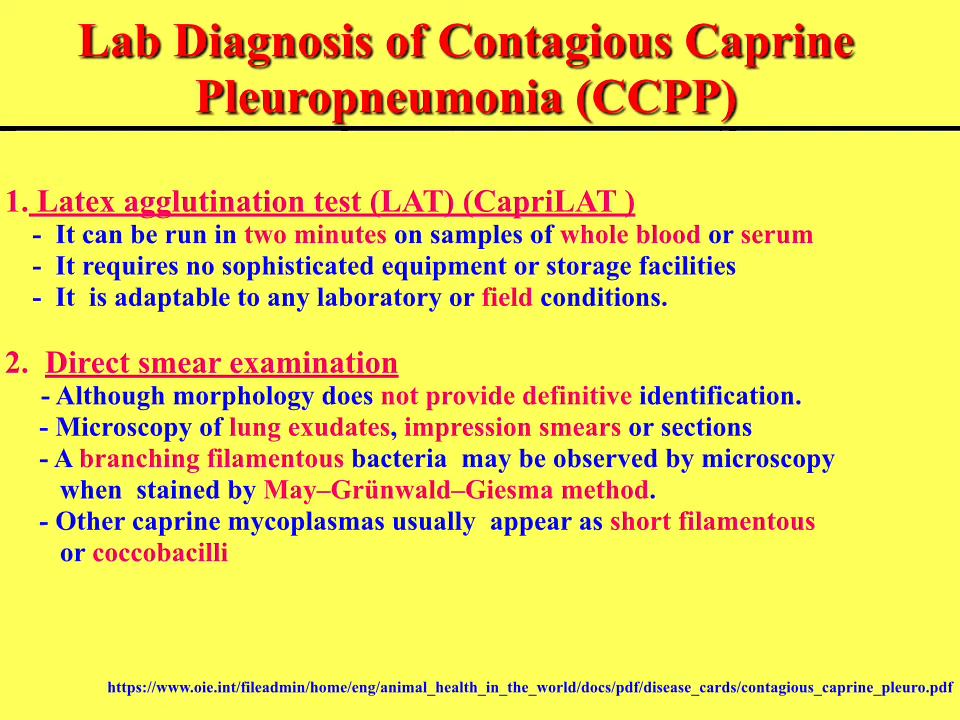 Lab Diagnosis of Contagious Caprine
Pleuropneumonia (CCPP)
1. Latex agglutination test (LAT) (CapriLAT )
- It can be run in two minutes on samples of whole blood or serum
- It requires no sophisticated equipment or storage facilities
- It is adaptable to any laboratory or field conditions.
2. Direct smear examination
- Although morphology does not provide definitive identification.
- Microscopy of lung exudates, impression smears or sections
- A branching filamentous bacteria may be observed by microscopy
when stained by May–Grünwald–Giesma method.
- Other caprine mycoplasmas usually appear as short filamentous
or coccobacilli
https://www.oie.int/fileadmin/home/eng/animal_health_in_the_world/docs/pdf/disease_cards/contagious_caprine_pleuro.pdf